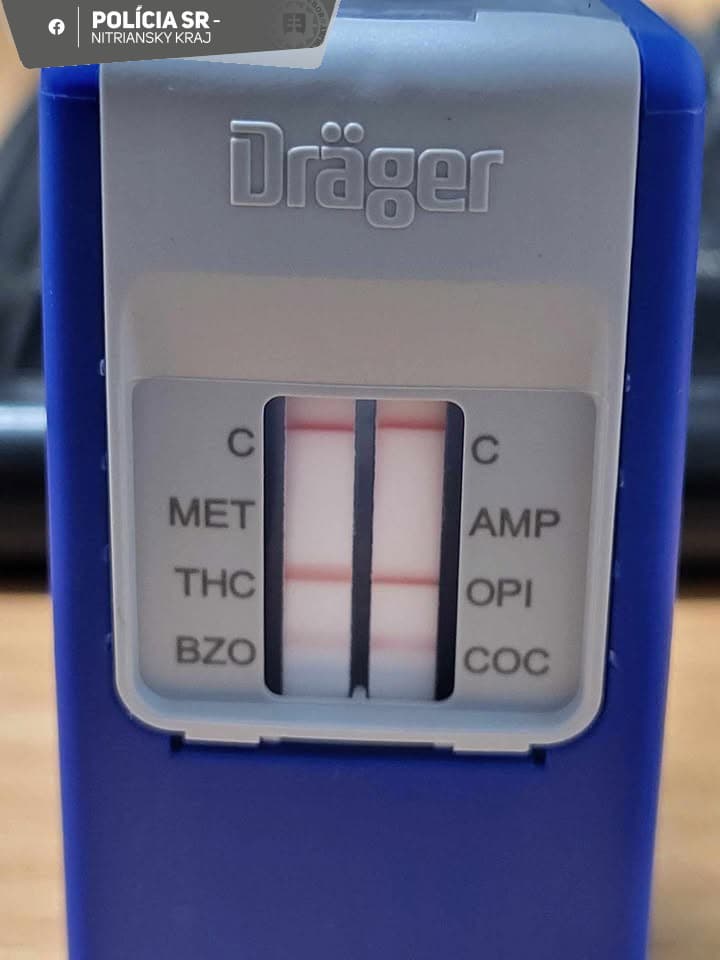 POLÍCIA SR -
NITRIANSKY KRAJ
Dräger
C C
MET AMP
THC OPI
BZO COC